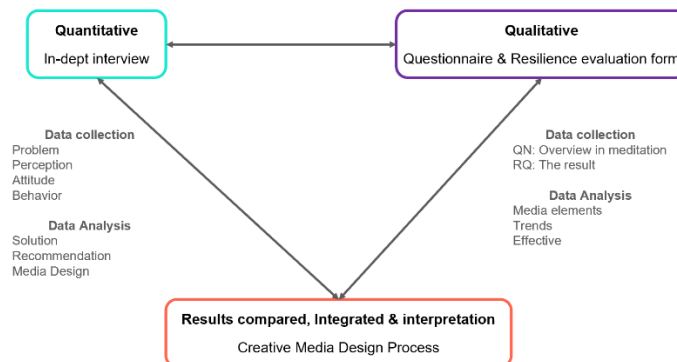 Quantitative
In-dept interview
Qualitative
Questionnaire & Resilience evaluation form
Data collection
Problem
Perception
Attitude
Behavior
Data Analysis
Solution
Recommendation
Media Design
Data collection
QN: Overview in meditation
RQ: The result
Data Analysis
Media elements
Trends
Effective
Results compared, Integrated & interpretation
Creative Media Design Process